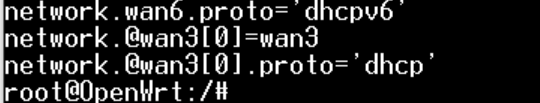 network.wan6.proto='dhcpv6'
network.@wan3[0]=wan3
network.@wan3[0].proto='dhcp'
root@OpenWrt:/#